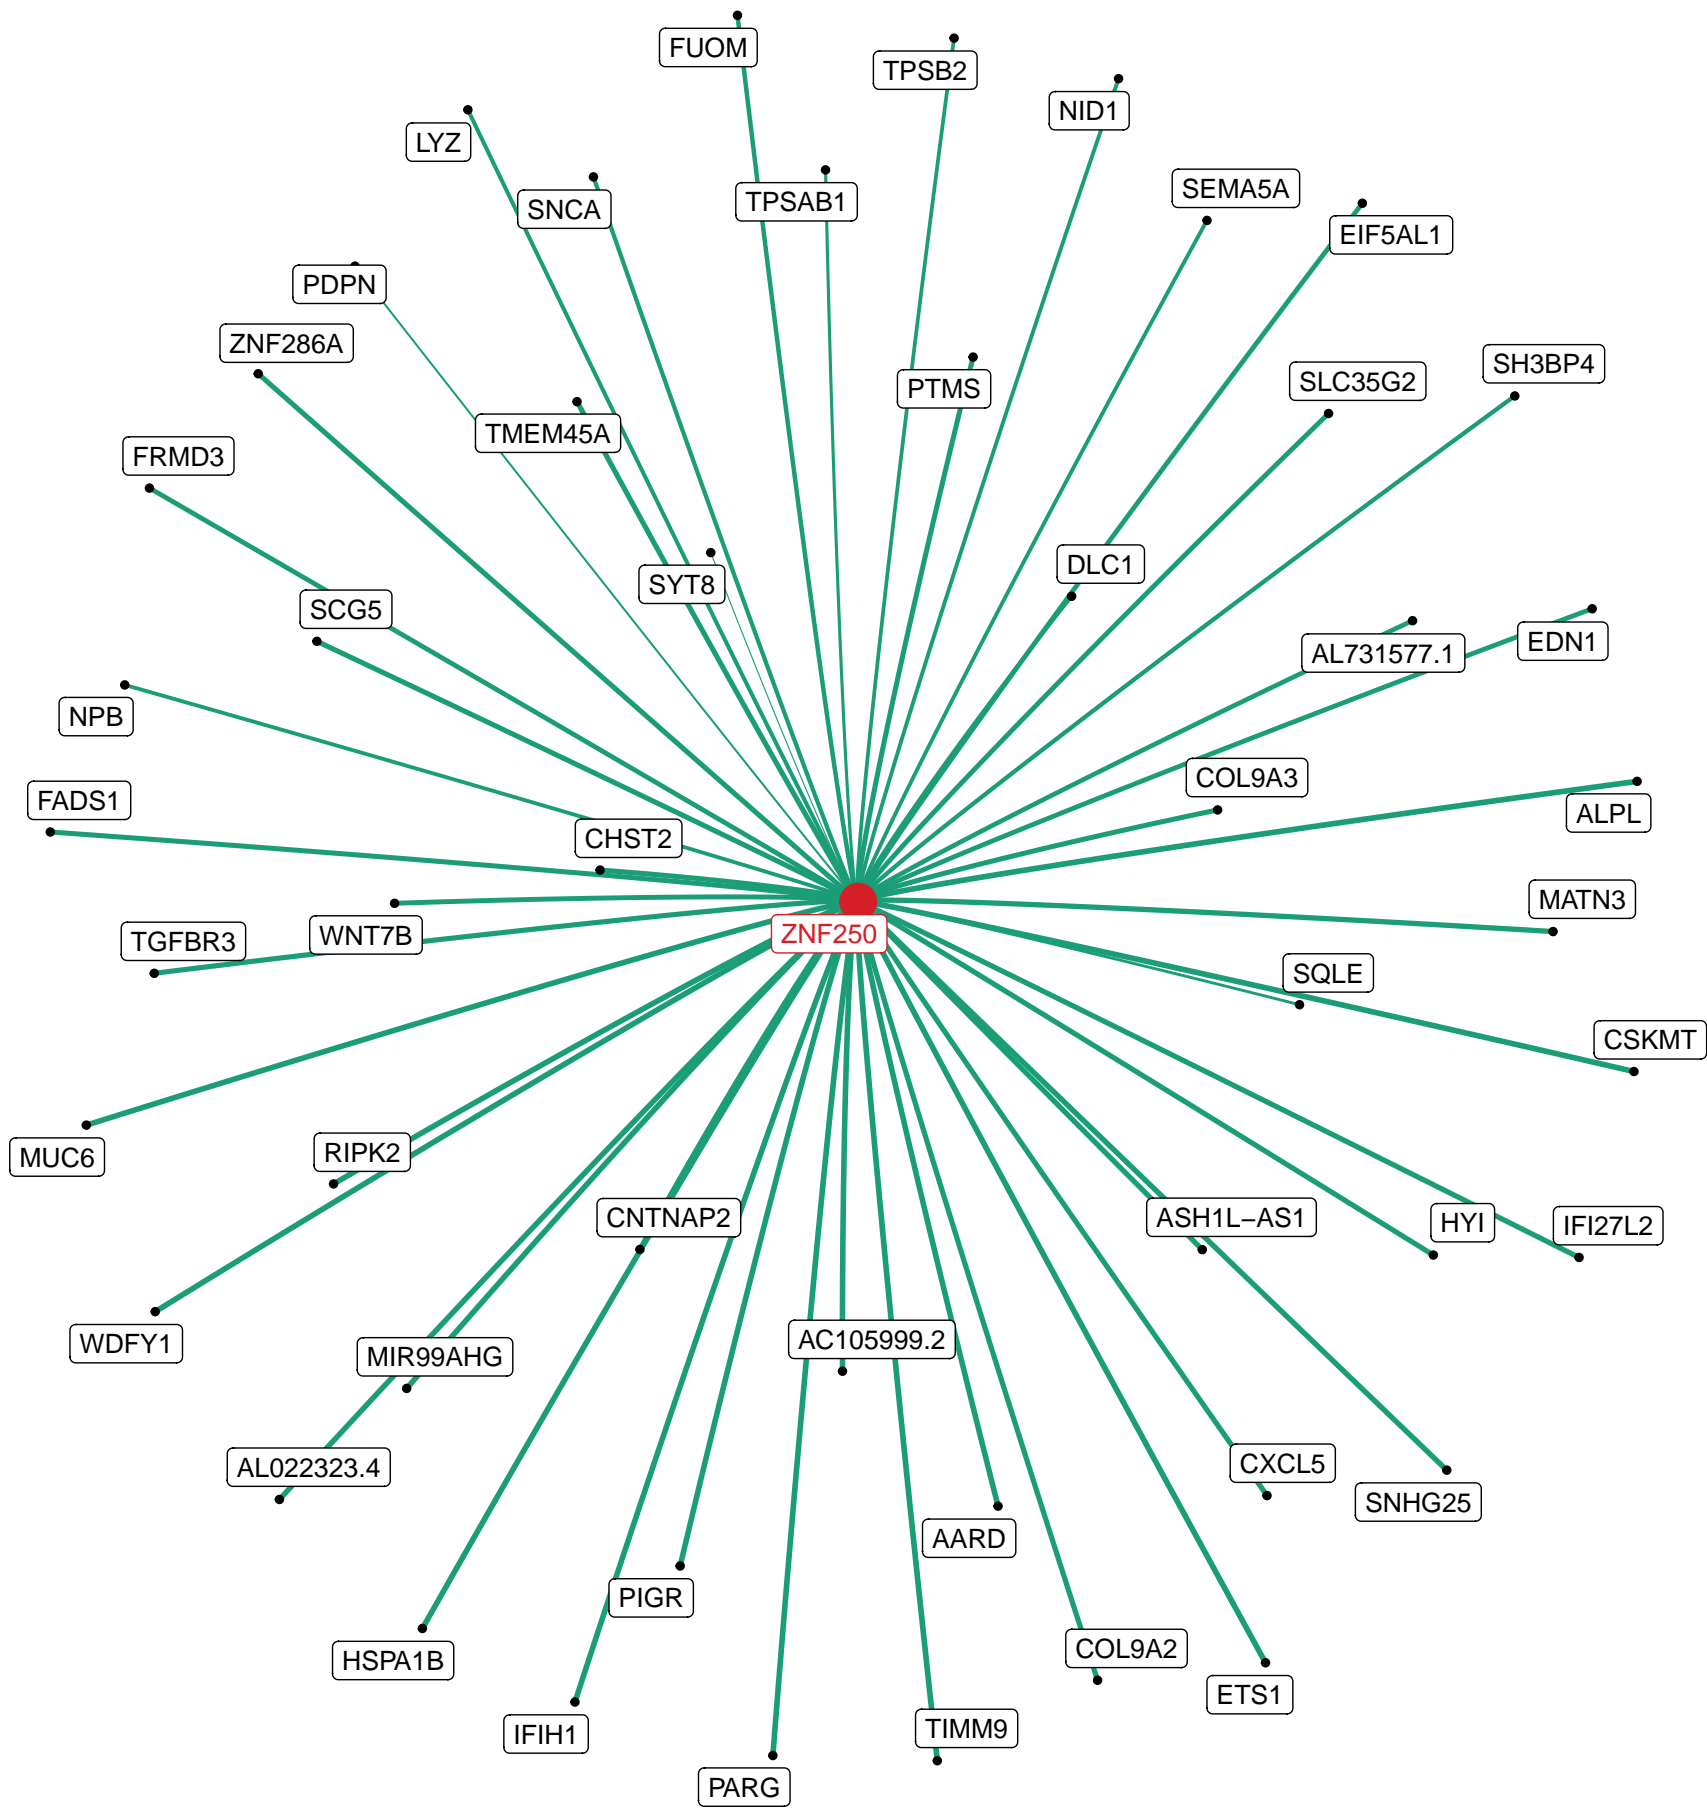 FUOM
TPSB2
NID1
LYZ
SEMA5A
TPSAB1
SNCA
EIF5AL1
PDPN
ZNF286A
SH3BP4
SLC35G2
PTMS
TMEM45A
FRMD3
DLC1
SYT8
SCG5
EDN1
AL731577.1
NPB
COL9A3
FADS1
ALPL
CHST2
MATN3
ZNF250
WNT7B
TGFBR3
SQLE
CSKMT
RIPK2
MUC6
CNTNAP2
ASH1L−AS1
HYI
IFI27L2
AC105999.2
WDFY1
MIR99AHG
CXCL5
AL022323.4
SNHG25
AARD
PIGR
COL9A2
HSPA1B
ETS1
TIMM9
IFIH1
PARG